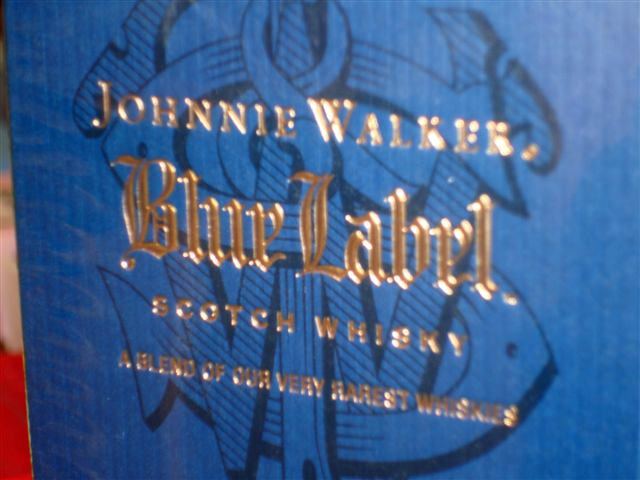 JOHNNIE WALKER.
Blue Label
SCOTCH WHISKY
A BLEND OF OUR VERY RAREST WHISKIES